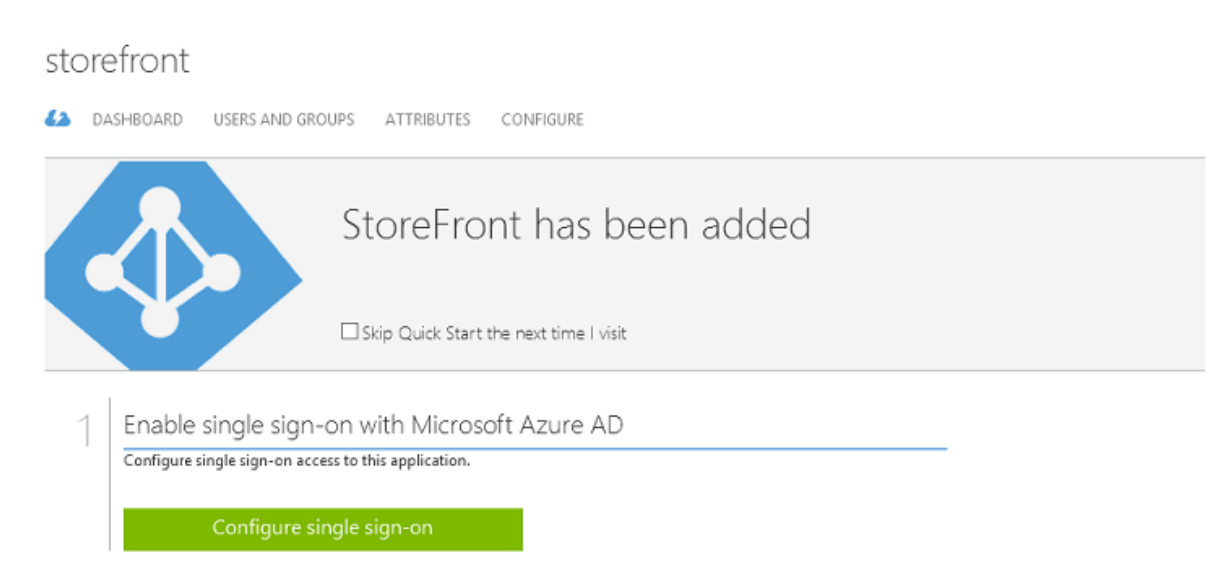 storefront
DASHBOARD USERS AND GROUPS ATTRIBUTES CONFIGURE
StoreFront has been added
Skip Quick Start the next time I visit
1 Enable single sign-on with Microsoft Azure AD
Configure single sign-on access to this application.
Configure single sign-on